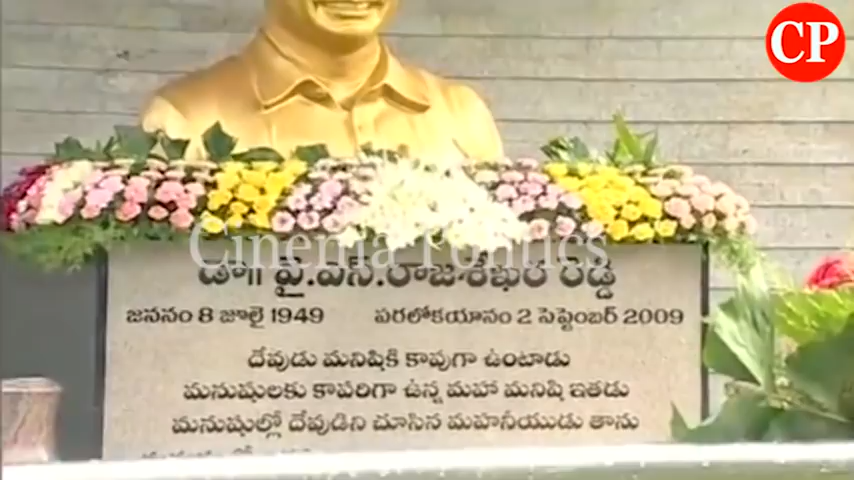 CP
Cinema Politics
డా॥ వై.ఎస్.రాజశేఖర రెడ్డి
జననం 8 జూలై 1949 పరలోకయానం 2 సెప్టెంబర్ 2009
దేవుడు మనిషికి కాపుగా ఉంటాడు
మనుషులకు కాపరిగా ఉన్న మహా మనిషి ఇతడు
మనుషుల్లో దేవుడిని చూసిన మహనీయుడు తాను